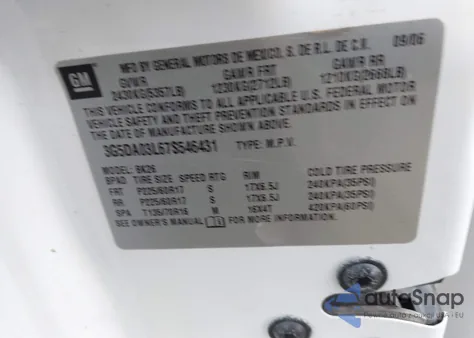 GM
MFD BY GENERAL MOTORS DE MEXICO, S. DE R.L. DE C.V. 09/06
GVWR GAWR FRT GAWR RR
2430KG(5357LB) 1230KG(2712LB) 1210KG(2668LB)
THIS VEHICLE CONFORMS TO ALL APPLICABLE U.S. FEDERAL MOTOR
VEHICLE SAFETY AND THEFT PREVENTION STANDARDS IN EFFECT ON
THE DATE OF MANUFACTURE SHOWN ABOVE.
3G5DA03L67S546431 TYPE: M.P.V.
MODEL: BK26
TIRE SIZE SPEED RTG RIM COLD TIRE PRESSURE
FRT P225/60R17 S 17X6.5J 240KPA(35PSI)
RR P225/60R17 S 17X6.5J 240KPA(35PSI)
SPA T135/70R16 M 16X4T 420KPA(60PSI)
SEE OWNER'S MANUAL FOR MORE INFORMATION.
autoSnap